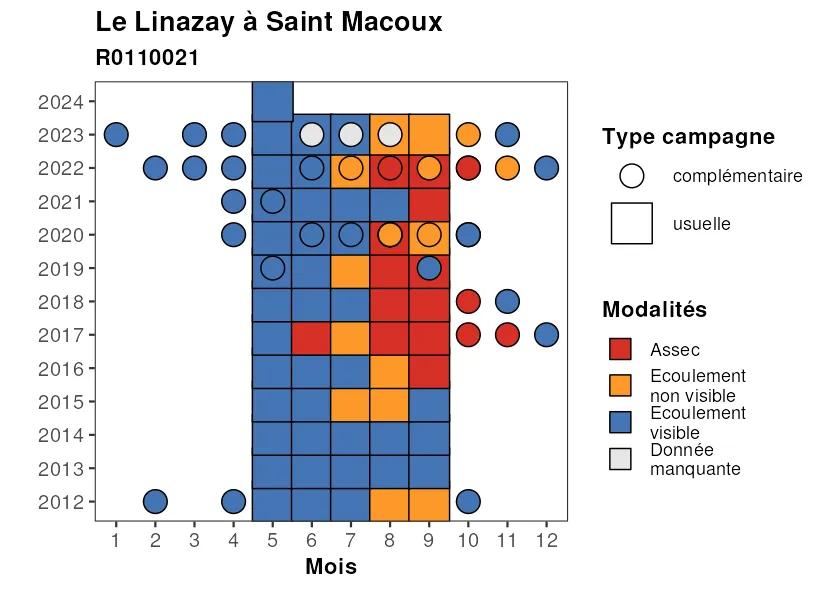 Le Linazay à Saint Macoux
R0110021
2024
2023
2022
2021
2020
2019
2018
2017
2016
2015
2014
2013
2012
1 2 3 4 5 6 7 8 9 10 11 12
Mois
Type campagne
complémentaire
usuelle
Modalités
Assec
Ecoulement
non visible
Ecoulement
visible
Donnée
manquante